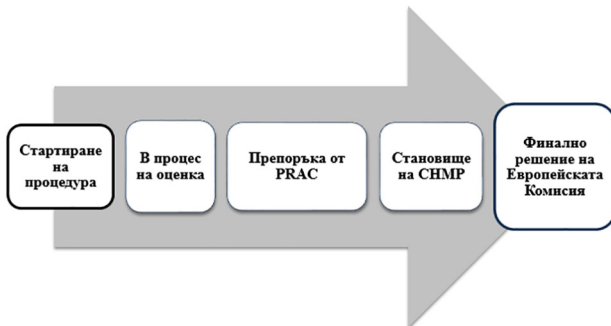 Стартиране
на
процедура
В процес
на оценка
Препоръка от
PRAC
Становище
на CHMP
Финално
решение на
Европейската
Комисия